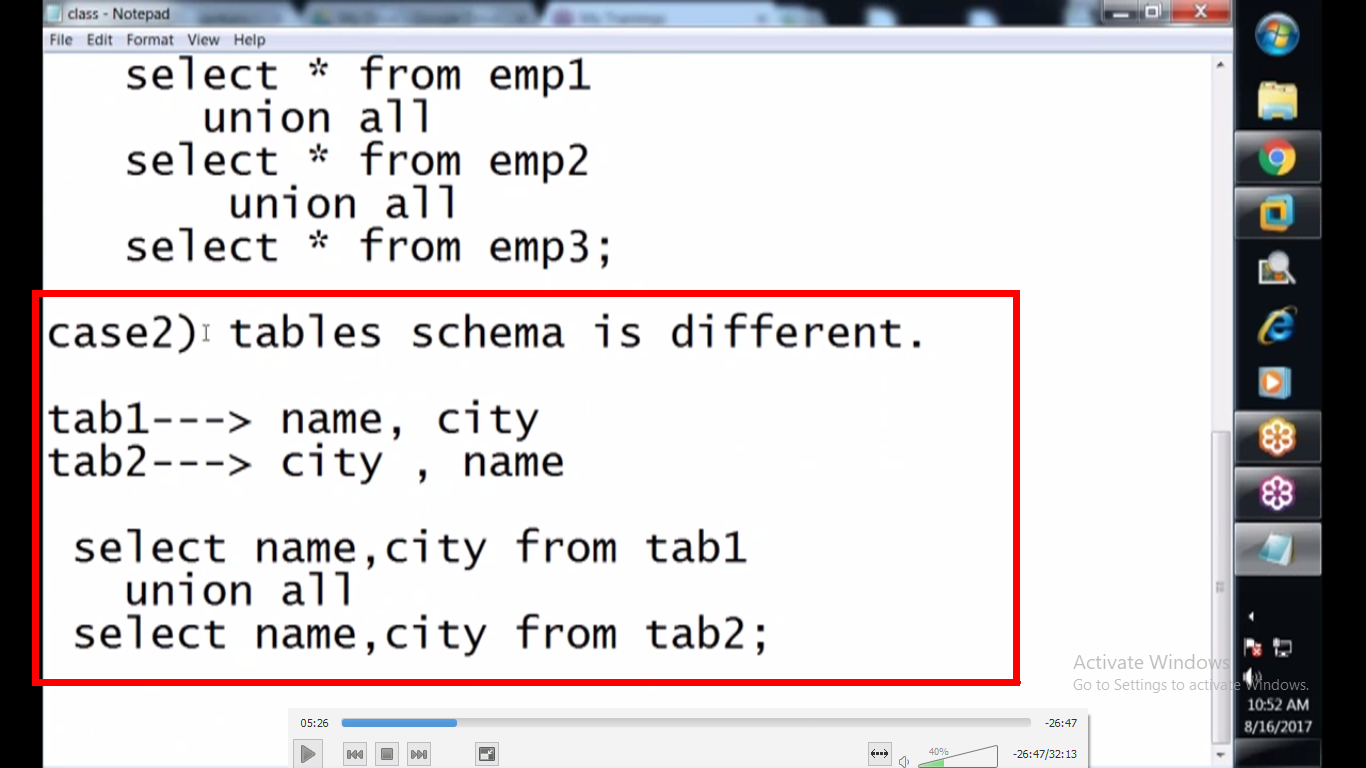 class - Notepad
File Edit Format View Help
select * from emp1
union all
select * from emp2
union all
select * from emp3;
case2) tables schema is different.
tab1---> name, city
tab2---> city , name
select name,city from tab1
union all
select name,city from tab2;
Activate Windows
Go to Settings to activate Windows.
10:52 AM
8/16/2017
05:26
-26:47
40%
-26:47/32:13